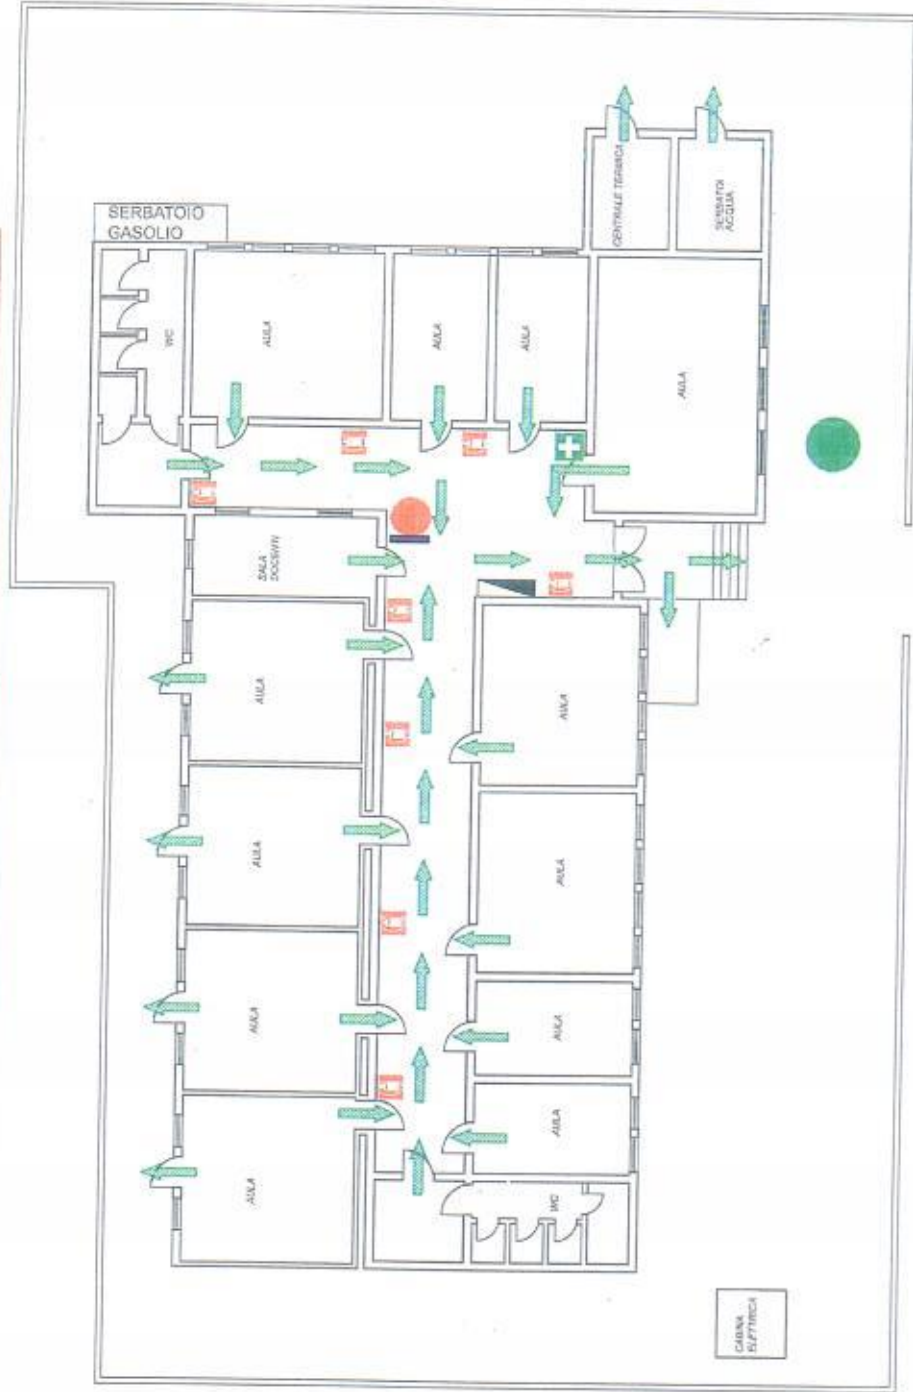 SERBATOIO
GASOLIO
CENTRALE TERMICA
SERBATOI
ACQUA
WC
AULA
AULA
AULA
AULA
SALA
DOCENTI
AULA
AULA
AULA
AULA
AULA
AULA
AULA
AULA
WC
CABINA
ELETTRICA